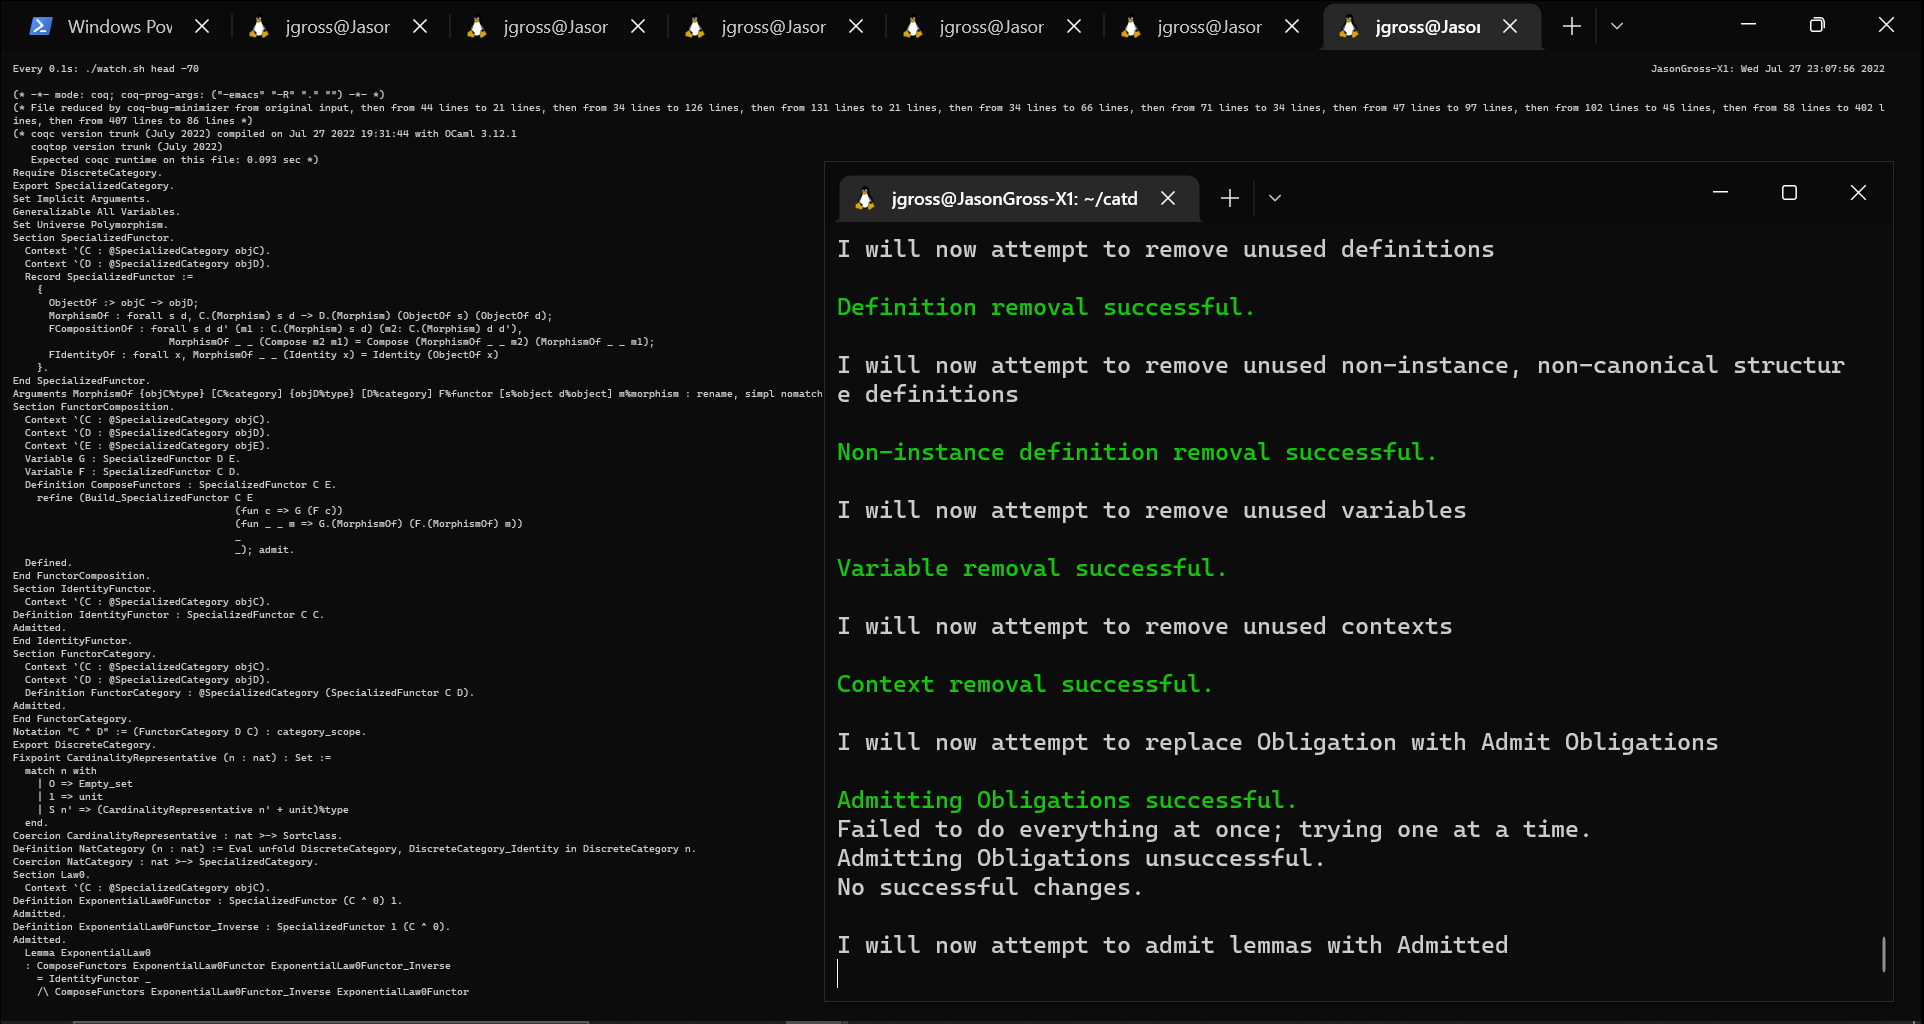 Windows Pow
jgross@Jasor
jgross@Jasor
jgross@Jasor
jgross@Jasor
jgross@Jasor
jgross@Jasor
Every 0.1s: ./watch.sh head -70
JasonGross-X1: Wed Jul 27 23:07:56 2022
(* -*- mode: coq; coq-prog-args: ("-emacs" "-R" "." "") -*- *)
(* File reduced by coq-bug-minimizer from original input, then from 44 lines to 21 lines, then from 34 lines to 126 lines, then from 131 lines to 21 lines, then from 34 lines to 66 lines, then from 71 lines to 34 lines, then from 47 lines to 97 lines, then from 102 lines to 45 lines, then from 58 lines to 402 l
ines, then from 407 lines to 86 lines *)
(* coqc version trunk (July 2022) compiled on Jul 27 2022 19:31:44 with OCaml 3.12.1
   coqtop version trunk (July 2022)
   Expected coqc runtime on this file: 0.093 sec *)
Require DiscreteCategory.
Export SpecializedCategory.
Set Implicit Arguments.
Generalizable All Variables.
Set Universe Polymorphism.
Section SpecializedFunctor.
  Context `(C : @SpecializedCategory objC).
  Context `(D : @SpecializedCategory objD).
  Record SpecializedFunctor :=
    {
      ObjectOf :> objC -> objD;
      MorphismOf : forall s d, C.(Morphism) s d -> D.(Morphism) (ObjectOf s) (ObjectOf d);
      FCompositionOf : forall s d d' (m1 : C.(Morphism) s d) (m2: C.(Morphism) d d'),
                          MorphismOf _ _ (Compose m2 m1) = Compose (MorphismOf _ _ m2) (MorphismOf _ _ m1);
      FIdentityOf : forall x, MorphismOf _ _ (Identity x) = Identity (ObjectOf x)
    }.
End SpecializedFunctor.
Arguments MorphismOf {objC%type} [C%category] {objD%type} [D%category] F%functor [s%object d%object] m%morphism : rename, simpl nomatch
Section FunctorComposition.
  Context `(C : @SpecializedCategory objC).
  Context `(D : @SpecializedCategory objD).
  Context `(E : @SpecializedCategory objE).
  Variable G : SpecializedFunctor D E.
  Variable F : SpecializedFunctor C D.
  Definition ComposeFunctors : SpecializedFunctor C E.
    refine (Build_SpecializedFunctor C E
                                     (fun c => G (F c))
                                     (fun _ _ m => G.(MorphismOf) (F.(MorphismOf) m))
                                     _
                                     _); admit.
  Defined.
End FunctorComposition.
Section IdentityFunctor.
  Context `(C : @SpecializedCategory objC).
Definition IdentityFunctor : SpecializedFunctor C C.
Admitted.
End IdentityFunctor.
Section FunctorCategory.
  Context `(C : @SpecializedCategory objC).
  Context `(D : @SpecializedCategory objD).
  Definition FunctorCategory : @SpecializedCategory (SpecializedFunctor C D).
Admitted.
End FunctorCategory.
Notation "C ^ D" := (FunctorCategory D C) : category_scope.
Export DiscreteCategory.
Fixpoint CardinalityRepresentative (n : nat) : Set :=
  match n with
    | O => Empty_set
    | 1 => unit
    | S n' => (CardinalityRepresentative n' + unit)%type
  end.
Coercion CardinalityRepresentative : nat >-> Sortclass.
Definition NatCategory (n : nat) := Eval unfold DiscreteCategory, DiscreteCategory_Identity in DiscreteCategory n.
Coercion NatCategory : nat >-> SpecializedCategory.
Section Law0.
  Context `(C : @SpecializedCategory objC).
Definition ExponentialLaw0Functor : SpecializedFunctor (C ^ 0) 1.
Admitted.
Definition ExponentialLaw0Functor_Inverse : SpecializedFunctor 1 (C ^ 0).
Admitted.
  Lemma ExponentialLaw0
  : ComposeFunctors ExponentialLaw0Functor ExponentialLaw0Functor_Inverse
    = IdentityFunctor _
    /\ ComposeFunctors ExponentialLaw0Functor_Inverse ExponentialLaw0Functor
jgross@JasonGross-X1: ~/catd
I will now attempt to remove unused definitions
Definition removal successful.
I will now attempt to remove unused non-instance, non-canonical structur
e definitions
Non-instance definition removal successful.
I will now attempt to remove unused variables
Variable removal successful.
I will now attempt to remove unused contexts
Context removal successful.
I will now attempt to replace Obligation with Admit Obligations
Admitting Obligations successful.
Failed to do everything at once; trying one at a time.
Admitting Obligations unsuccessful.
No successful changes.
I will now attempt to admit lemmas with Admitted